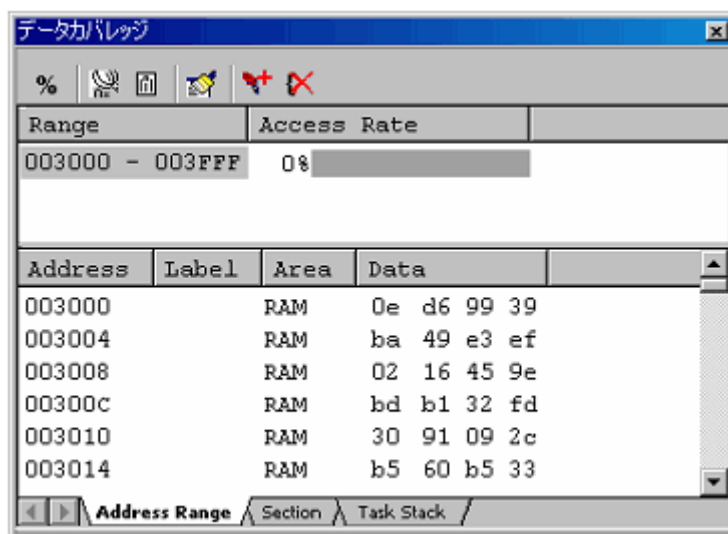 データカバレッジ
%
Range Access Rate
003000 - 003FFF 0%
Address Label Area Data
003000 RAM 0e d6 99 39
003004 RAM ba 49 e3 ef
003008 RAM 02 16 45 9e
00300C RAM bd b1 32 fd
003010 RAM 30 91 09 2c
003014 RAM b5 60 b5 33
Address Range Section Task Stack